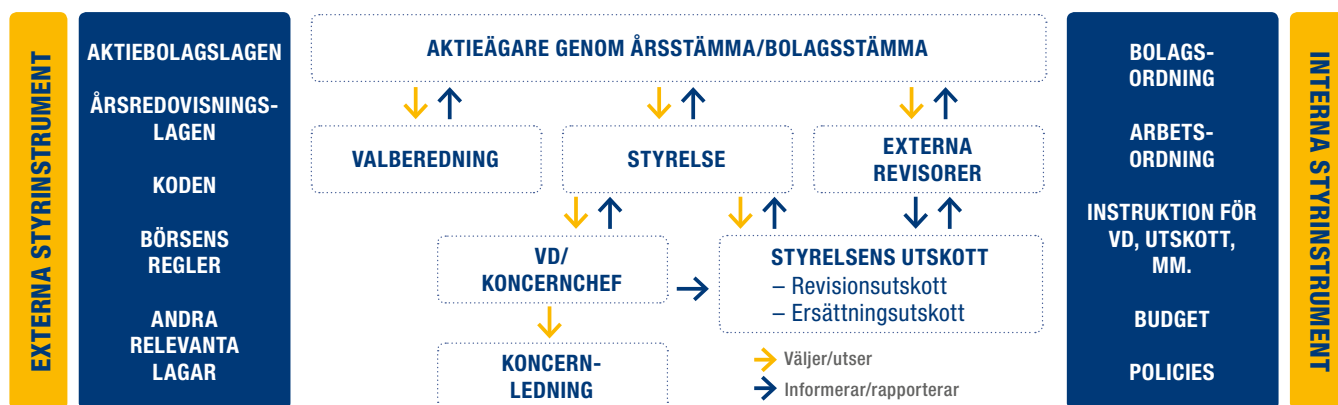 EXTERNA STYRINSTRUMENT
AKTIEBOLAGSLAGEN
ÅRSREDOVISNINGS-
LAGEN
KODEN
BÖRSENS
REGLER
ANDRA
RELEVANTA
LAGAR
AKTIEÄGARE GENOM ÅRSSTÄMMA/BOLAGSSTÄMMA
VALBEREDNING
STYRELSE
EXTERNA
REVISORER
VD/
KONCERNCHEF
STYRELSENS UTSKOTT
– Revisionsutskott
– Ersättningsutskott
KONCERN-
LEDNING
Väljer/utser
Informerar/rapporterar
BOLAGS-
ORDNING
ARBETS-
ORDNING
INSTRUKTION FÖR
VD, UTSKOTT,
MM.
BUDGET
POLICIES
INTERNA STYRINSTRUMENT